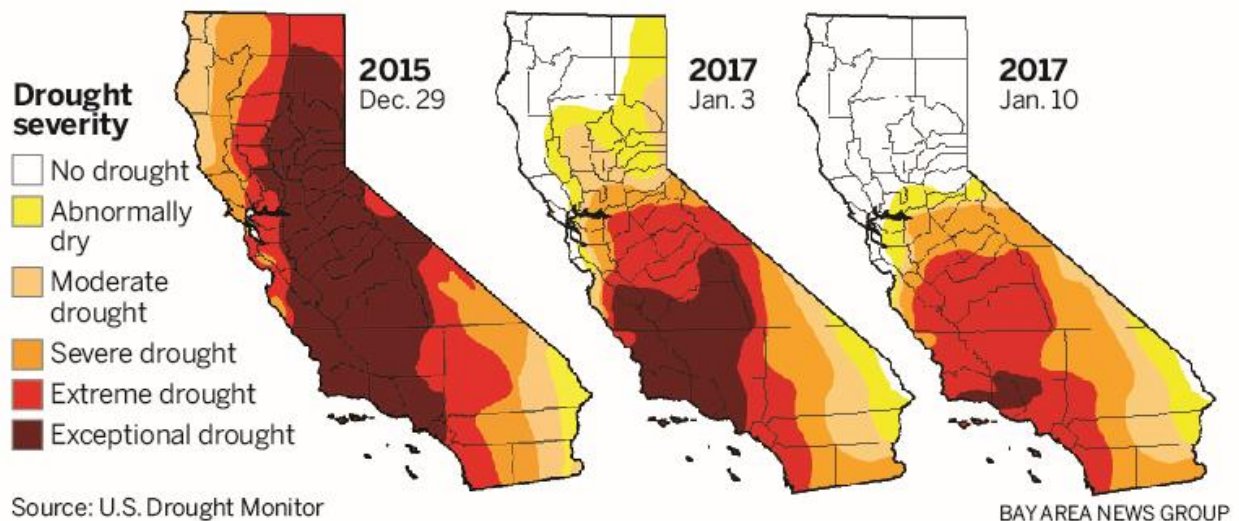 2015
Dec. 29
2017
Jan. 3
2017
Jan. 10
Drought
severity
No drought
Abnormally
dry
Moderate
drought
Severe drought
Extreme drought
Exceptional drought
Source: U.S. Drought Monitor
BAY AREA NEWS GROUP